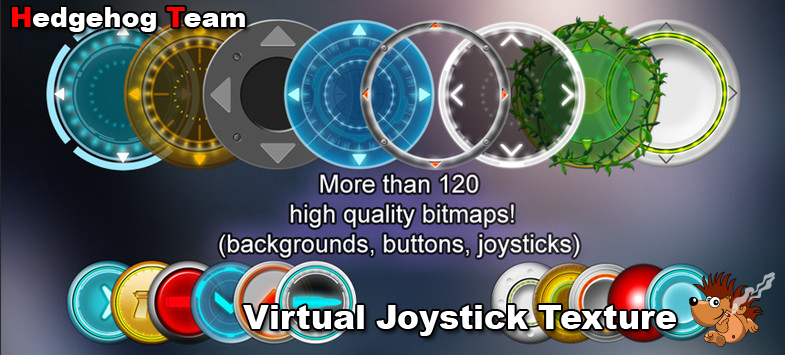 Hedgehog Team
More than 120
high quality bitmaps!
(backgrounds, buttons, joysticks)
Virtual Joystick Texture